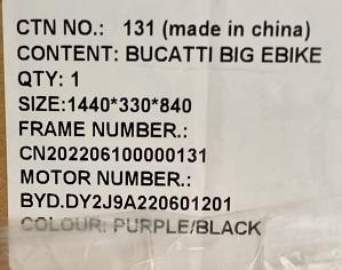 CTN NO.: 131 (made in china)
CONTENT: BUCATTI BIG EBIKE
QTY: 1
SIZE:1440*330*840
FRAME NUMBER.:
CN202206100000131
MOTOR NUMBER.:
BYD.DY2J9A220601201
COLOUR: PURPLE/BLACK